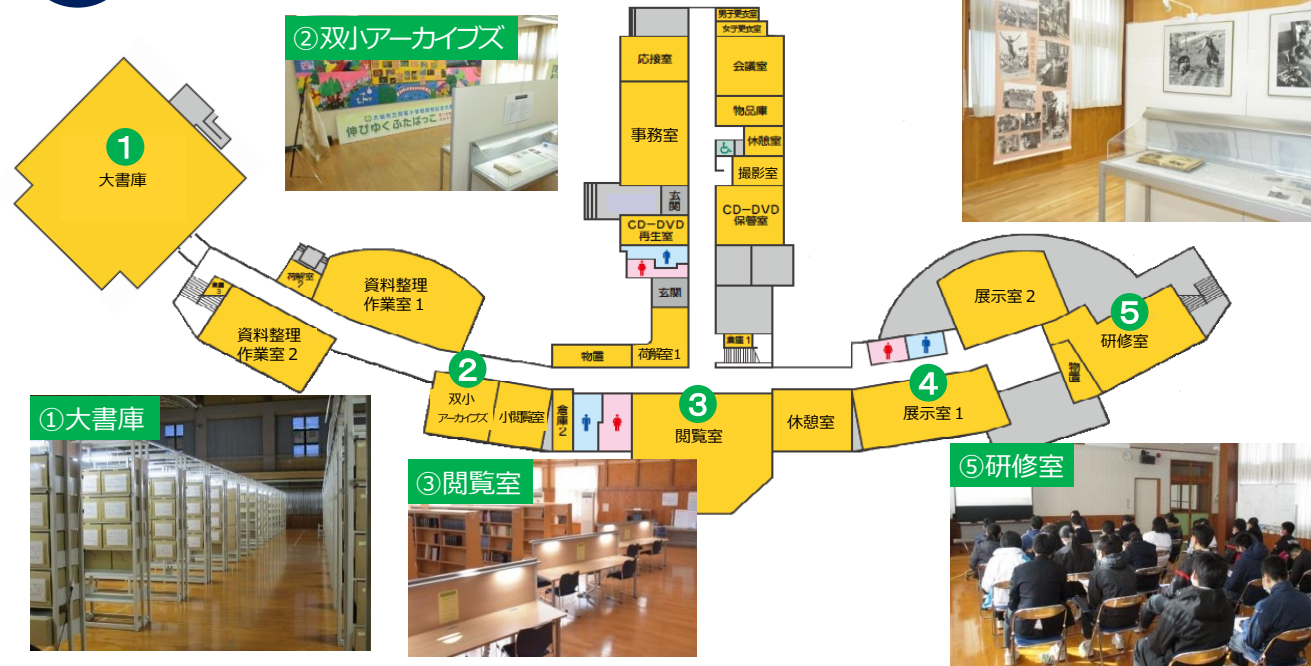 ②双小アーカイブズ
伸びゆくふたばっこ
男子更衣室
女子更衣室
応接室
会議室
物品庫
事務室
休憩室
撮影室
玄関
CD-DVD
再生室
CD-DVD
保管室
玄関
倉庫1
物置
荷解室1
1
大書庫
荷解室2
資料整理
作業室1
倉庫3
資料整理
作業室2
2
双小
アーカイブズ
小閲覧室
倉庫2
3
閲覧室
休憩室
4
展示室1
展示室2
5
研修室
物置
①大書庫
③閲覧室
⑤研修室